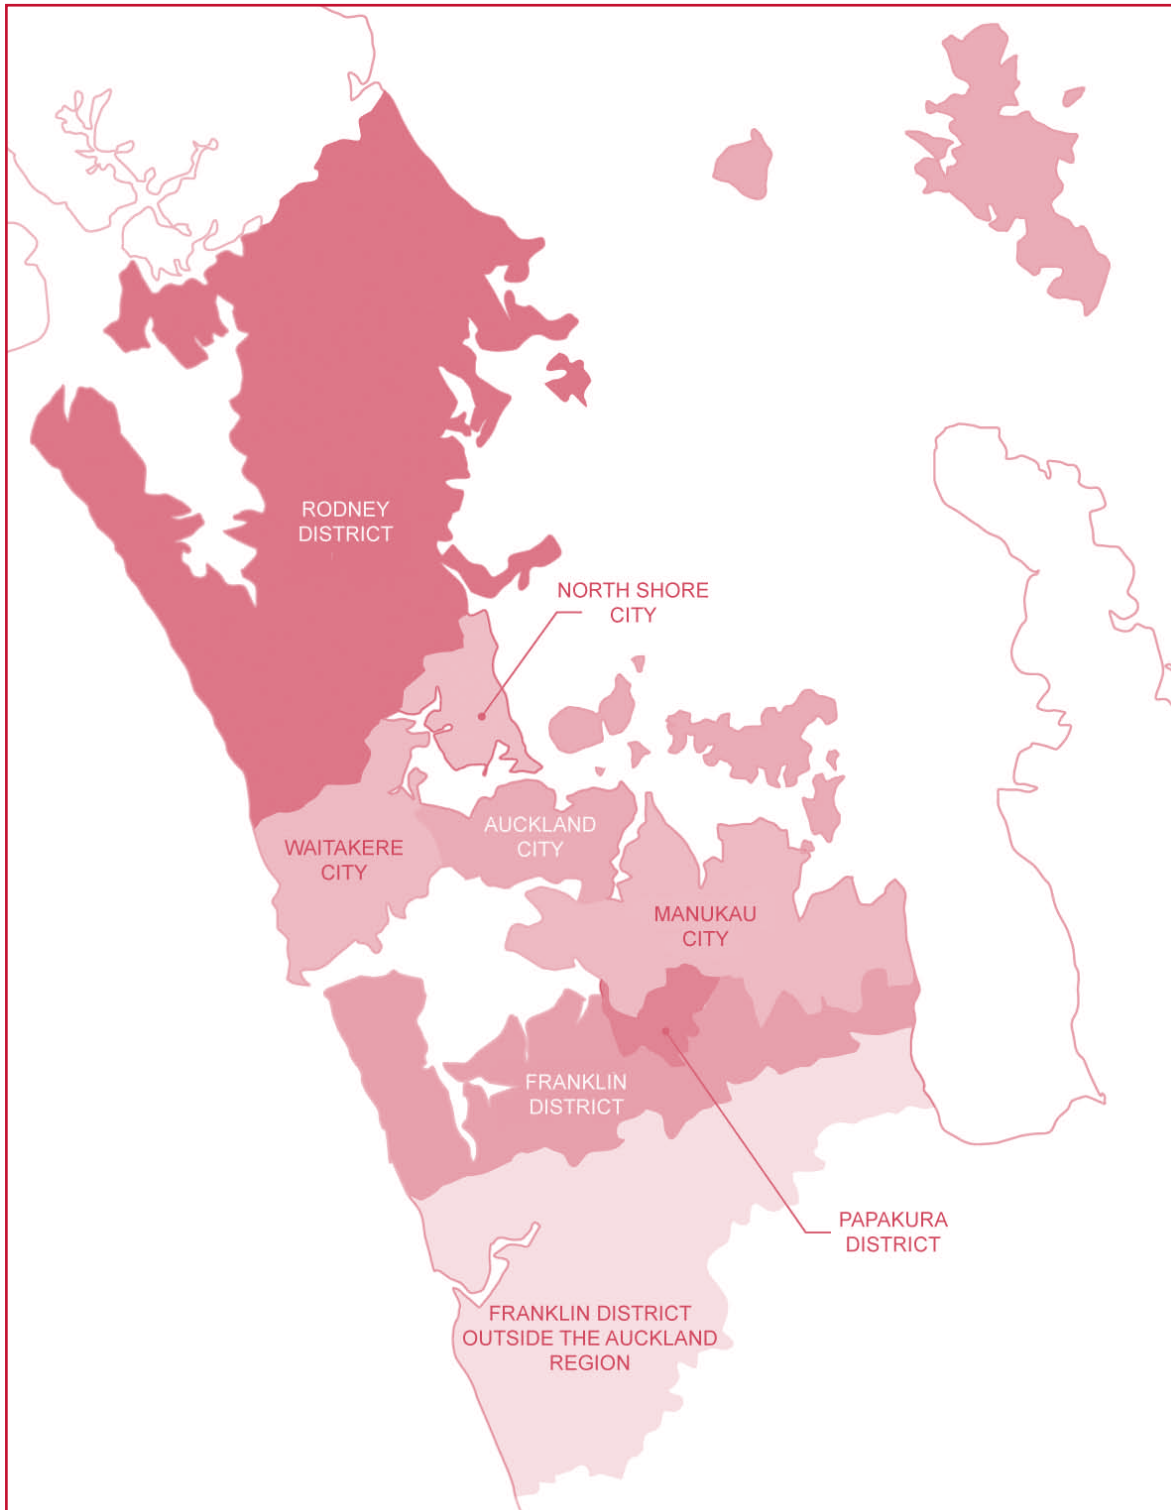 RODNEY
DISTRICT
NORTH SHORE
CITY
AUCKLAND
CITY
WAITAKERE
CITY
MANUKAU
CITY
FRANKLIN
DISTRICT
PAPAKURA
DISTRICT
FRANKLIN DISTRICT
OUTSIDE THE AUCKLAND
REGION